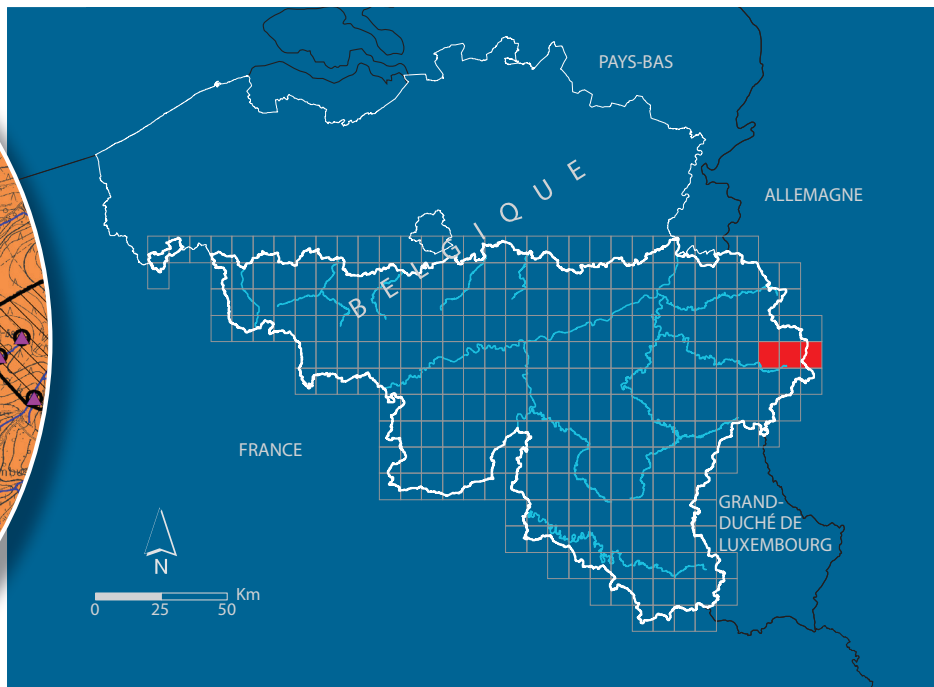 PAYS-BAS
ALLEMAGNE
BELGIQUE
FRANCE
GRAND-
DUCHÉ DE
LUXEMBOURG
N
Km
0 25 50